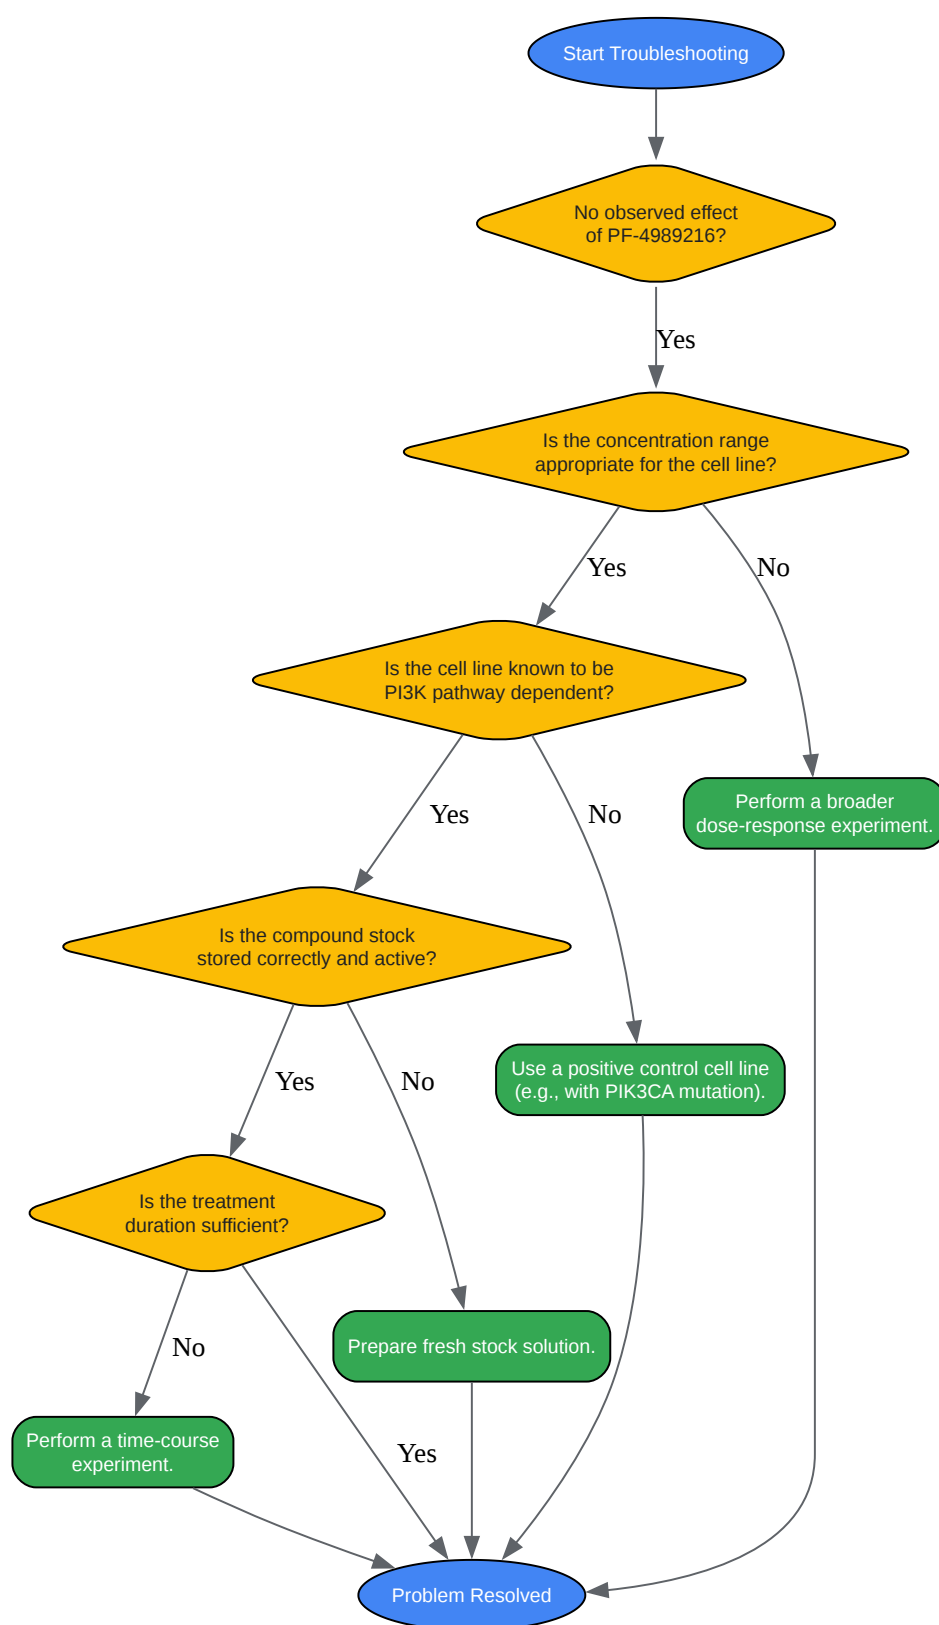 Start Troubleshooting
No observed effect
of PF-4989216?
Yes
Is the concentration range
appropriate for the cell line?
Yes
No
Is the cell line known to be
PI3K pathway dependent?
Perform a broader
dose-response experiment.
Yes
No
Is the compound stock
stored correctly and active?
Use a positive control cell line
(e.g., with PIK3CA mutation).
Yes
No
Is the treatment
duration sufficient?
Prepare fresh stock solution.
No
Perform a time-course
experiment.
Yes
Problem Resolved